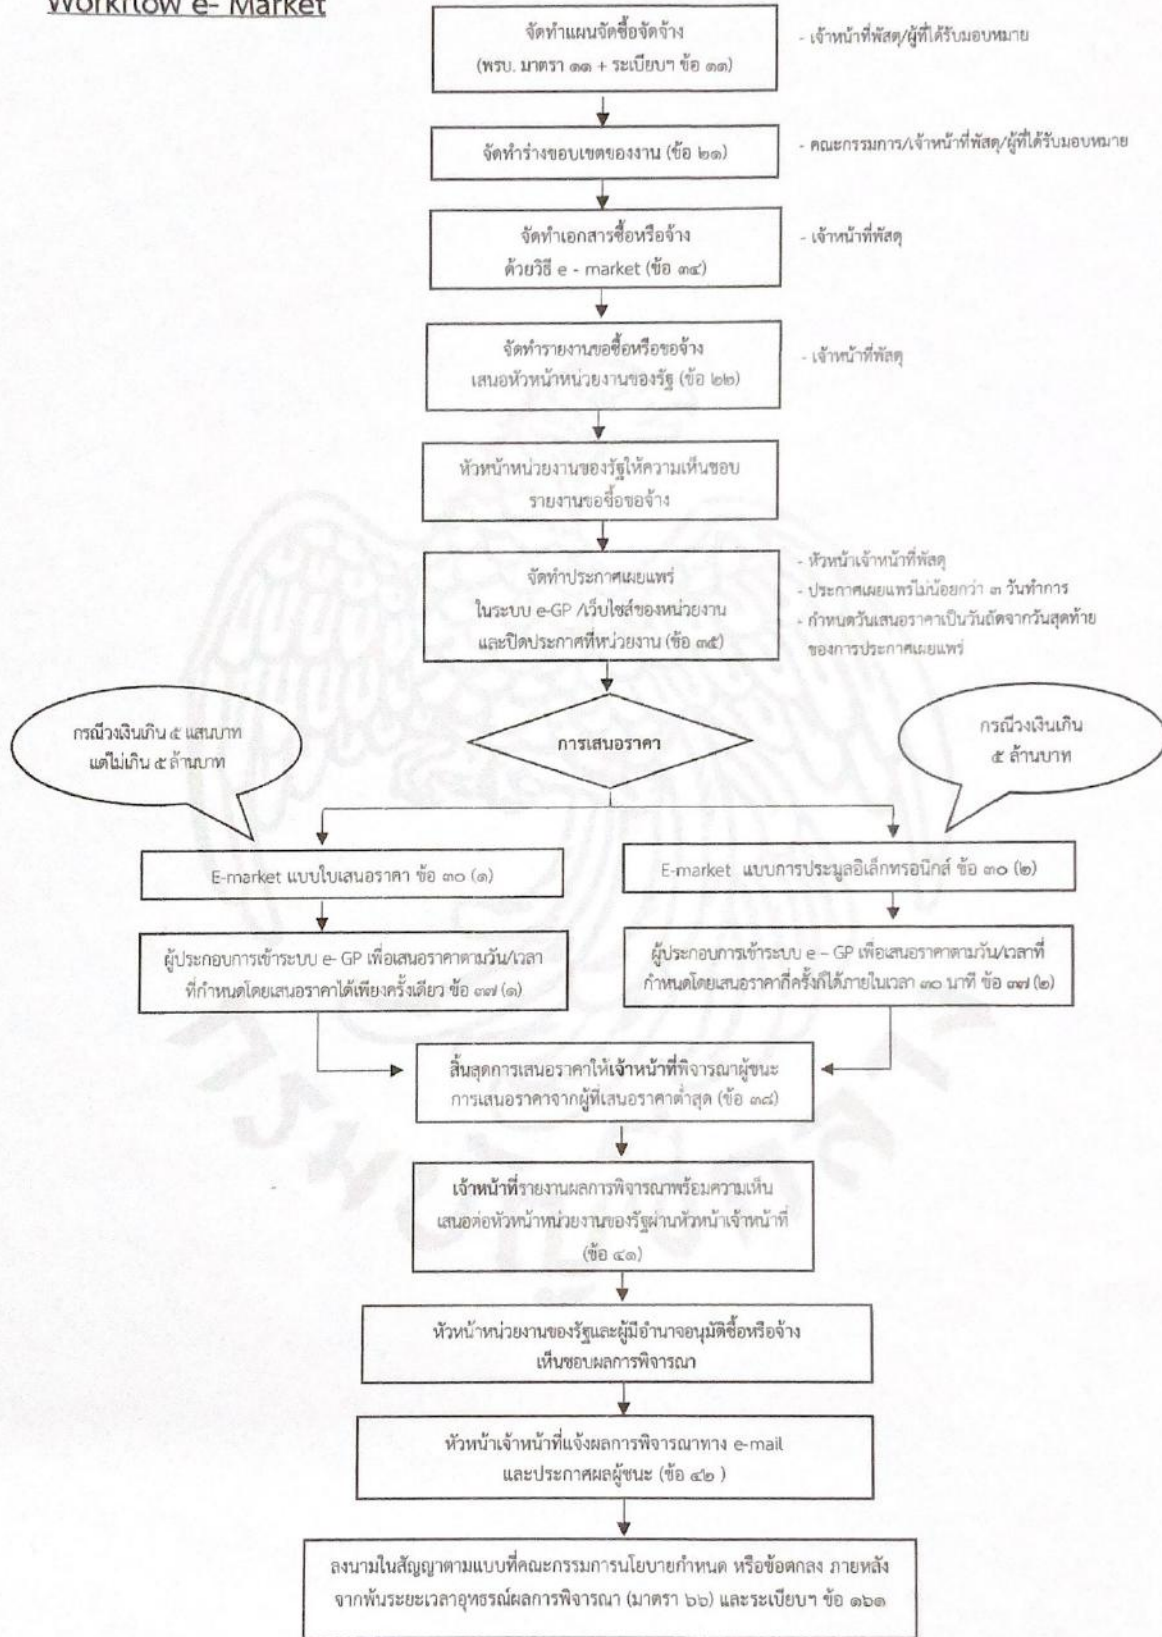 Workflow e- Market
จัดทำแผนจัดซื้อจัดจ้าง
(พรบ. มาตรา ๑๑ + ระเบียบฯ ข้อ ๑๑)
- เจ้าหน้าที่พัสดุ/ผู้ที่ได้รับมอบหมาย
จัดทำร่างขอบเขตของงาน (ข้อ ๒๑)
- คณะกรรมการ/เจ้าหน้าที่พัสดุ/ผู้ที่ได้รับมอบหมาย
จัดทำเอกสารซื้อหรือจ้าง
ด้วยวิธี e - market (ข้อ ๓๔)
- เจ้าหน้าที่พัสดุ
จัดทำรายงานขอซื้อหรือขอจ้าง
เสนอหัวหน้าหน่วยงานของรัฐ (ข้อ ๒๒)
- เจ้าหน้าที่พัสดุ
หัวหน้าหน่วยงานของรัฐให้ความเห็นชอบ
รายงานขอซื้อขอจ้าง
จัดทำประกาศเผยแพร่
ในระบบ e-GP /เว็บไซส์ของหน่วยงาน
และปิดประกาศที่หน่วยงาน (ข้อ ๓๕)
- หัวหน้าเจ้าหน้าที่พัสดุ
- ประกาศเผยแพร่ไม่น้อยกว่า ๓ วันทำการ
- กำหนดวันเสนอราคาเป็นวันถัดจากวันสุดท้าย
ของการประกาศเผยแพร่
กรณีวงเงินเกิน ๕ แสนบาท
แต่ไม่เกิน ๕ ล้านบาท
การเสนอราคา
กรณีวงเงินเกิน
๕ ล้านบาท
E-market แบบใบเสนอราคา ข้อ ๓๐ (๑)
E-market แบบการประมูลอิเล็กทรอนิกส์ ข้อ ๓๐ (๒)
ผู้ประกอบการเข้าระบบ e- GP เพื่อเสนอราคาตามวัน/เวลา
ที่กำหนดโดยเสนอราคาได้เพียงครั้งเดียว ข้อ ๓๗ (๑)
ผู้ประกอบการเข้าระบบ e – GP เพื่อเสนอราคาตามวัน/เวลาที่
กำหนดโดยเสนอราคากี่ครั้งก็ได้ภายในเวลา ๓๐ นาที ข้อ ๓๗ (๒)
สิ้นสุดการเสนอราคาให้เจ้าหน้าที่พิจารณาผู้ชนะ
การเสนอราคาจากผู้ที่เสนอราคาต่ำสุด (ข้อ ๓๘)
เจ้าหน้าที่รายงานผลการพิจารณาพร้อมความเห็น
เสนอต่อหัวหน้าหน่วยงานของรัฐผ่านหัวหน้าเจ้าหน้าที่
(ข้อ ๔๑)
หัวหน้าหน่วยงานของรัฐและผู้มีอำนาจอนุมัติซื้อหรือจ้าง
เห็นชอบผลการพิจารณา
หัวหน้าเจ้าหน้าที่แจ้งผลการพิจารณาทาง e-mail
และประกาศผลผู้ชนะ (ข้อ ๔๒ )
ลงนามในสัญญาตามแบบที่คณะกรรมการนโยบายกำหนด หรือข้อตกลง ภายหลัง
จากพ้นระยะเวลาอุทธรณ์ผลการพิจารณา (มาตรา ๖๖) และระเบียบฯ ข้อ ๑๖๑